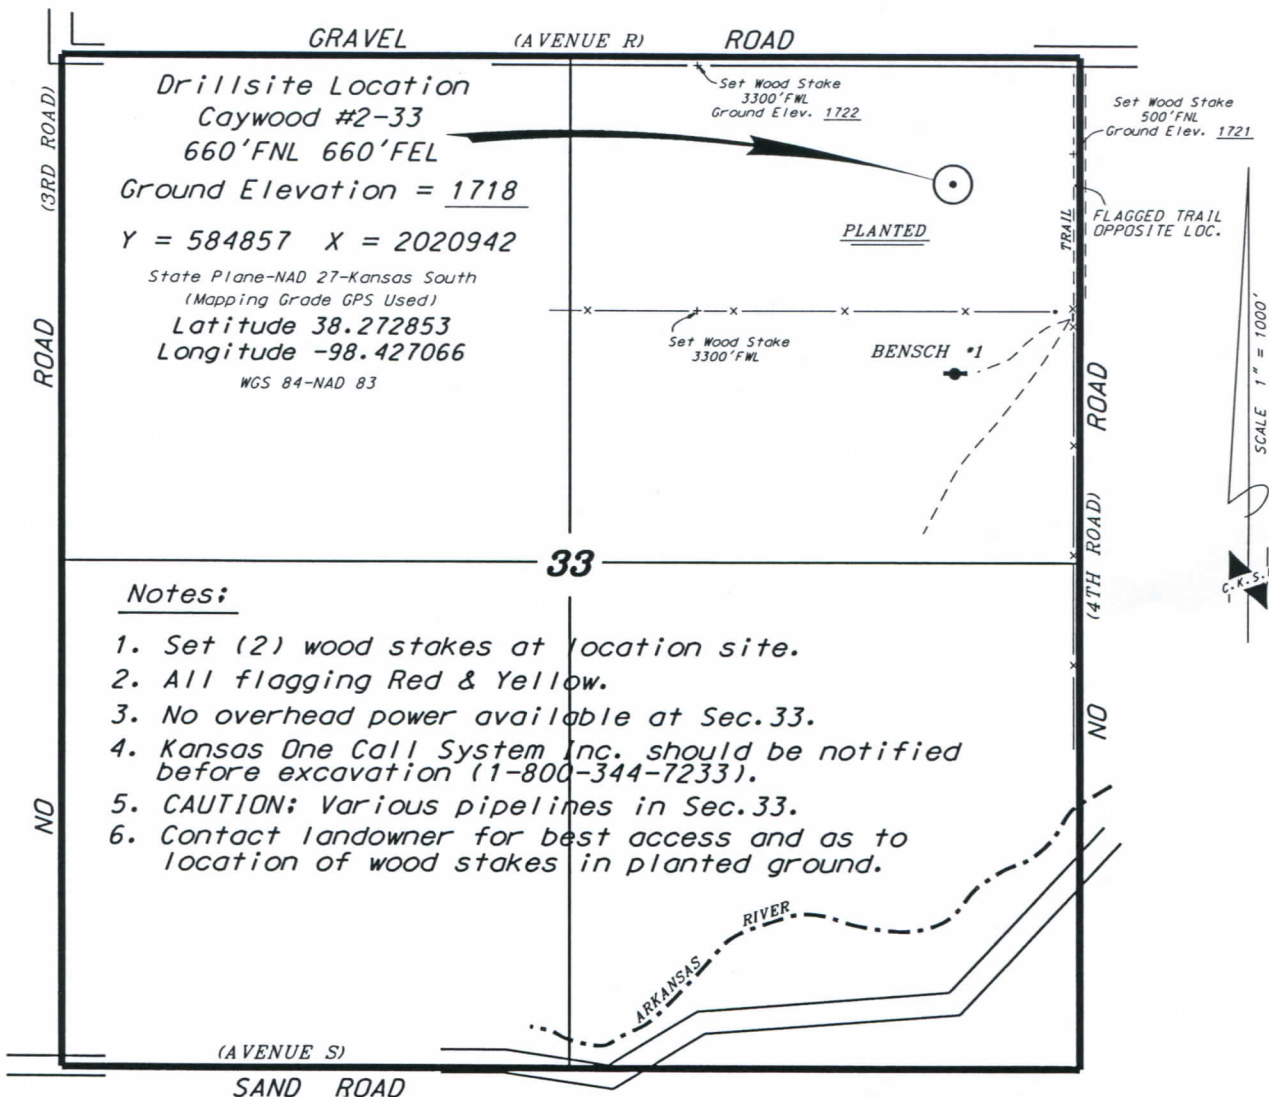 GRAVEL (AVENUE R) ROAD
Drillsite Location
Caywood #2-33
660'FNL 660'FEL
Ground Elevation = 1718
Y = 584857 X = 2020942
State Plane-NAD 27-Kansas South
(Mapping Grade GPS Used)
Latitude 38.272853
Longitude -98.427066
WGS 84-NAD 83
Set Wood Stake
3300'FWL
Ground Elev. 1722
Set Wood Stake
500'FNL
Ground Elev. 1721
PLANTED
TRAIL
FLAGGED TRAIL
OPPOSITE LOC.
Set Wood Stake
3300'FWL
BENSCH #1
(3RD ROAD)
NO ROAD
NO ROAD
(4TH ROAD)
SCALE 1" = 1000'
C.K.S.I
33
Notes:
1. Set (2) wood stakes at location site.
2. All flagging Red & Yellow.
3. No overhead power available at Sec.33.
4. Kansas One Call System Inc. should be notified
before excavation (1-800-344-7233).
5. CAUTION: Various pipelines in Sec.33.
6. Contact landowner for best access and as to
location of wood stakes in planted ground.
ARKANSAS RIVER
(AVENUE S)
SAND ROAD